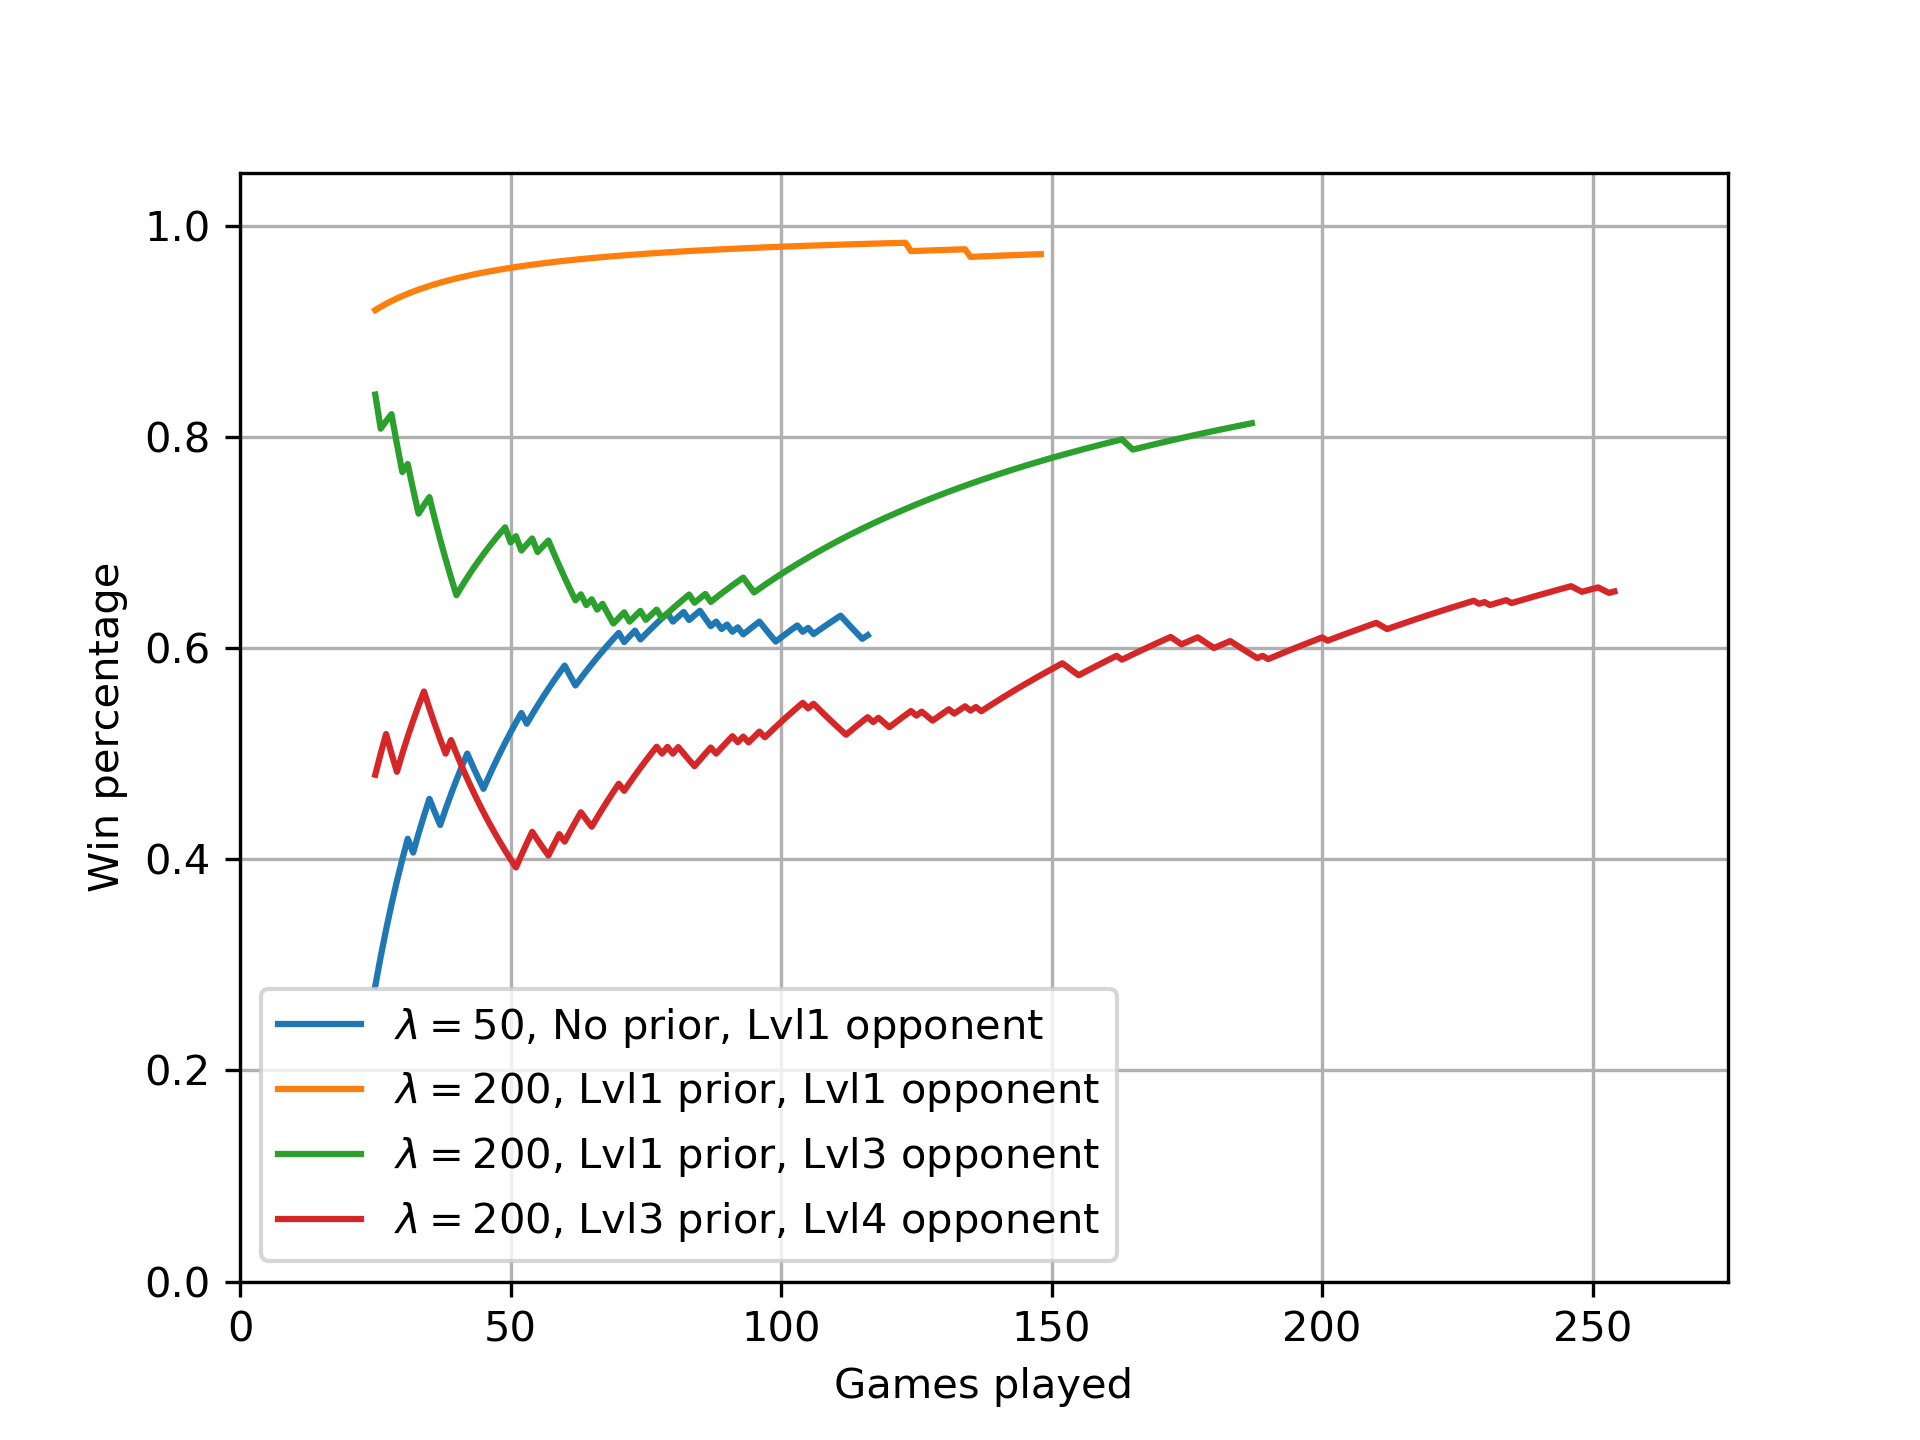 1.0
0.8
0.6
0.4
0.2
0.0
Win percentage
λ = 50, No prior, Lvl1 opponent
λ = 200, Lvl1 prior, Lvl1 opponent
λ = 200, Lvl1 prior, Lvl3 opponent
λ = 200, Lvl3 prior, Lvl4 opponent
0 50 100 150 200 250
Games played